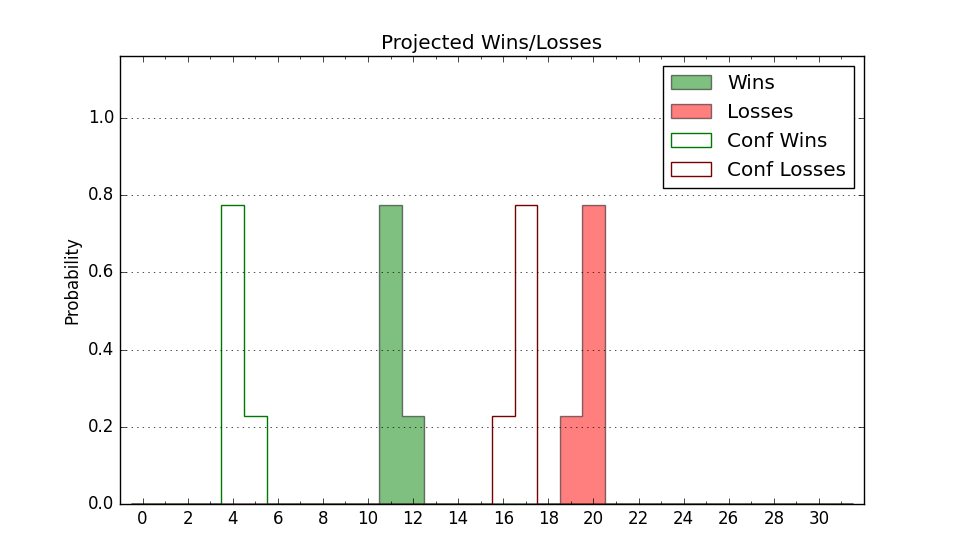 Projected Wins/Losses
Wins
Losses
Conf Wins
Conf Losses
Probability
1.0
0.8
0.6
0.4
0.2
0.0
0 2 4 6 8 10 12 14 16 18 20 22 24 26 28 30